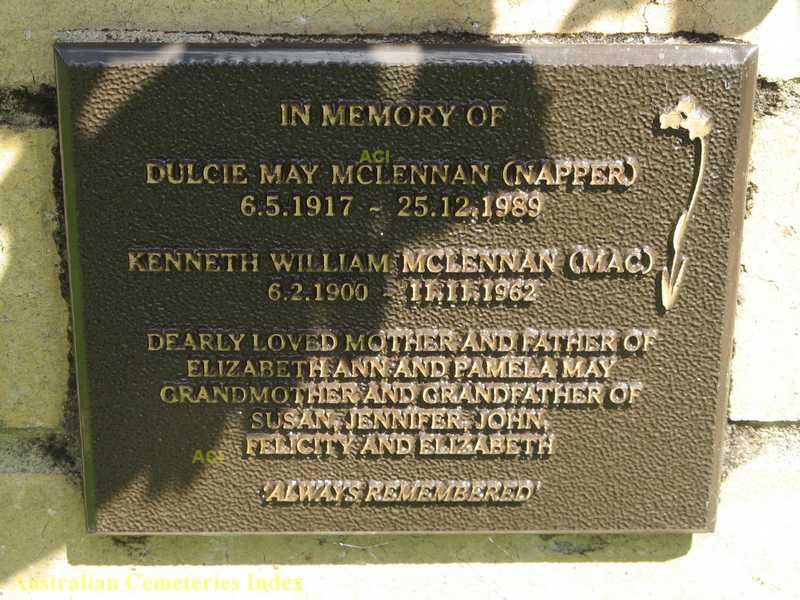 IN MEMORY OF
ACI
DULCIE MAY MCLENNAN (NAPPER)
6.5.1917 ~ 25.12.1989
KENNETH WILLIAM MCLENNAN (MAC)
6.2.1900 - 11.11.1962
DEARLY LOVED MOTHER AND FATHER OF
ELIZABETH ANN AND PAMELA MAY
GRANDMOTHER AND GRANDFATHER OF
SUSAN, JENNIFER, JOHN,
FELICITY AND ELIZABETH
ACI
'ALWAYS REMEMBERED'
Australian Cemeteries Index